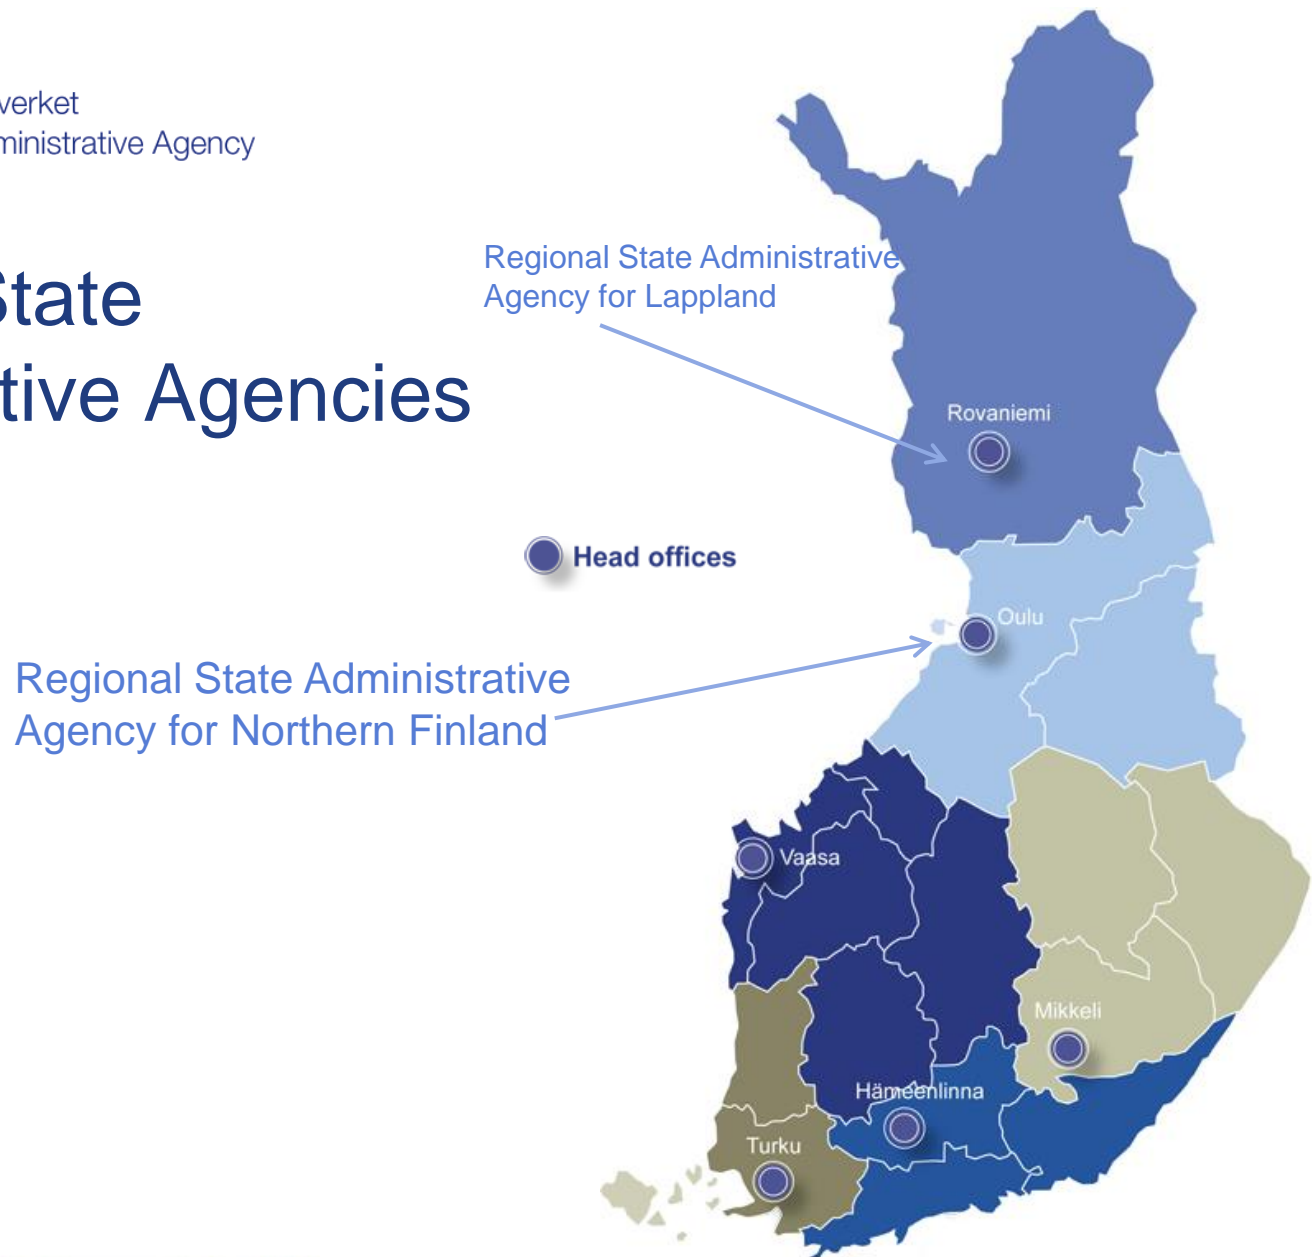 verket
ministrative Agency
State
tive Agencies
Regional State Administrative
Agency for Lappland
Rovaniemi
Head offices
Oulu
Regional State Administrative
Agency for Northern Finland
Vaasa
Mikkeli
Hämeenlinna
Turku